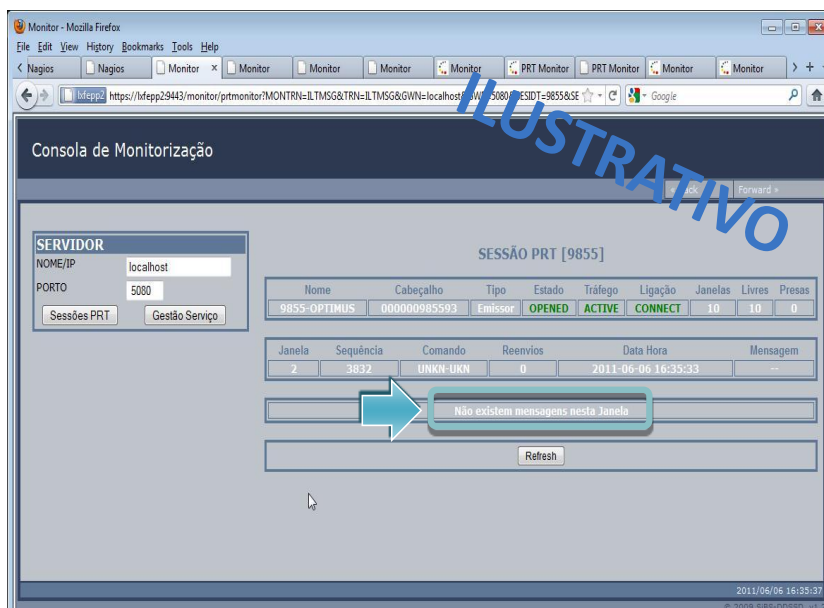 Monitor - Mozilla Firefox
File Edit View History Bookmarks Tools Help
Nagios Nagios Monitor × Monitor Monitor Monitor Monitor PRT Monitor PRT Monitor Monitor Monitor
lxfepp2 https://lxfepp2:9443/monitor/prtmonitor?MONTRN=ILTMSG&TRN=ILTMSG&GWN=localhost 5080 ESIDT=9855&SE Google
ILUSTRATIVO
Consola de Monitorização
Forward »
SERVIDOR
NOME/IP localhost
PORTO 5080
Sessões PRT Gestão Serviço
SESSÃO PRT [9855]
Nome Cabeçalho Tipo Estado Tráfego Ligação Janelas Livres Presas
9855-OPTIMUS 000000985593 Emissor OPENED ACTIVE CONNECT 10 10 0
Janela Sequência Comando Reenvios Data Hora Mensagem
2 3832 UNKN-UKN 0 2011-06-06 16:35:33 --
Não existem mensagens nesta Janela
Refresh
2011/06/06 16:35:37